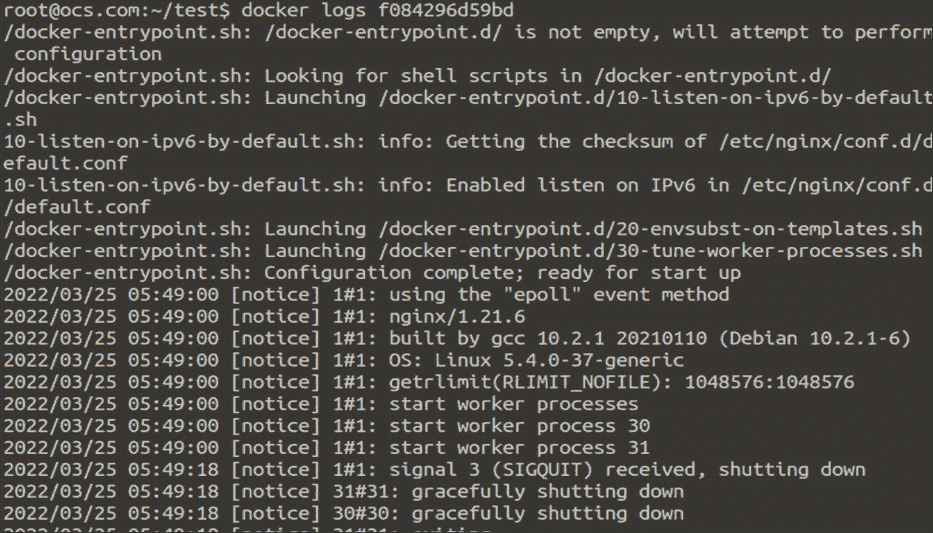 root@ocs.com:~/test$ docker logs f084296d59bd
/docker-entrypoint.sh: /docker-entrypoint.d/ is not empty, will attempt to perform
 configuration
/docker-entrypoint.sh: Looking for shell scripts in /docker-entrypoint.d/
/docker-entrypoint.sh: Launching /docker-entrypoint.d/10-listen-on-ipv6-by-default
.sh
10-listen-on-ipv6-by-default.sh: info: Getting the checksum of /etc/nginx/conf.d/d
efault.conf
10-listen-on-ipv6-by-default.sh: info: Enabled listen on IPv6 in /etc/nginx/conf.d
/default.conf
/docker-entrypoint.sh: Launching /docker-entrypoint.d/20-envsubst-on-templates.sh
/docker-entrypoint.sh: Launching /docker-entrypoint.d/30-tune-worker-processes.sh
/docker-entrypoint.sh: Configuration complete; ready for start up
2022/03/25 05:49:00 [notice] 1#1: using the "epoll" event method
2022/03/25 05:49:00 [notice] 1#1: nginx/1.21.6
2022/03/25 05:49:00 [notice] 1#1: built by gcc 10.2.1 20210110 (Debian 10.2.1-6)
2022/03/25 05:49:00 [notice] 1#1: OS: Linux 5.4.0-37-generic
2022/03/25 05:49:00 [notice] 1#1: getrlimit(RLIMIT_NOFILE): 1048576:1048576
2022/03/25 05:49:00 [notice] 1#1: start worker processes
2022/03/25 05:49:00 [notice] 1#1: start worker process 30
2022/03/25 05:49:00 [notice] 1#1: start worker process 31
2022/03/25 05:49:18 [notice] 1#1: signal 3 (SIGQUIT) received, shutting down
2022/03/25 05:49:18 [notice] 31#31: gracefully shutting down
2022/03/25 05:49:18 [notice] 30#30: gracefully shutting down